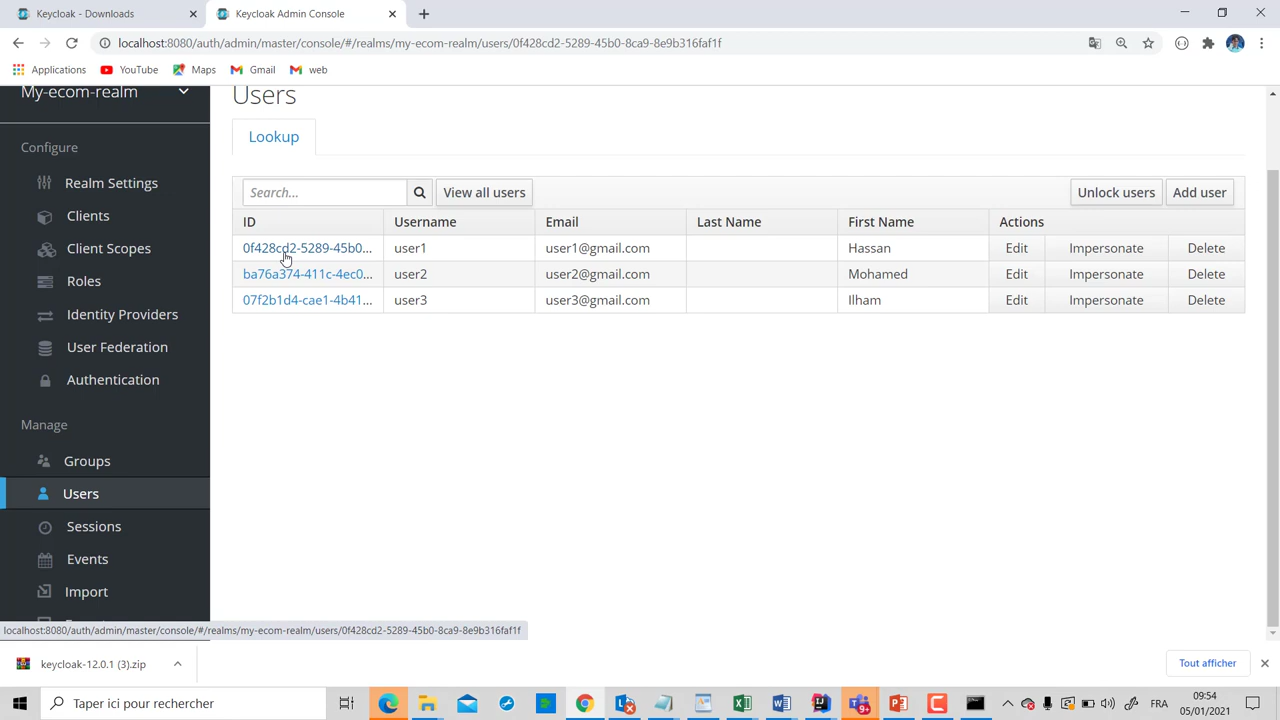 Keycloak - Downloads
Keycloak Admin Console
localhost:8080/auth/admin/master/console/#/realms/my-ecom-realm/users/0f428cd2-5289-45b0-8ca9-8e9b316faf1f
Applications
YouTube
Maps
Gmail
web
My-ecom-realm
Configure
Realm Settings
Clients
Client Scopes
Roles
Identity Providers
User Federation
Authentication
Manage
Groups
Users
Sessions
Events
Import
Users
Lookup
Search...
View all users
Unlock users
Add user
ID Username Email Last Name First Name Actions
0f428cd2-5289-45b0... user1 user1@gmail.com Hassan Edit Impersonate Delete
ba76a374-411c-4ec0... user2 user2@gmail.com Mohamed Edit Impersonate Delete
07f2b1d4-cae1-4b41... user3 user3@gmail.com Ilham Edit Impersonate Delete
localhost:8080/auth/admin/master/console/#/realms/my-ecom-realm/users/0f428cd2-5289-45b0-8ca9-8e9b316faf1f
keycloak-12.0.1 (3).zip
Tout afficher
Taper ici pour rechercher
9+
FRA
09:54
05/01/2021